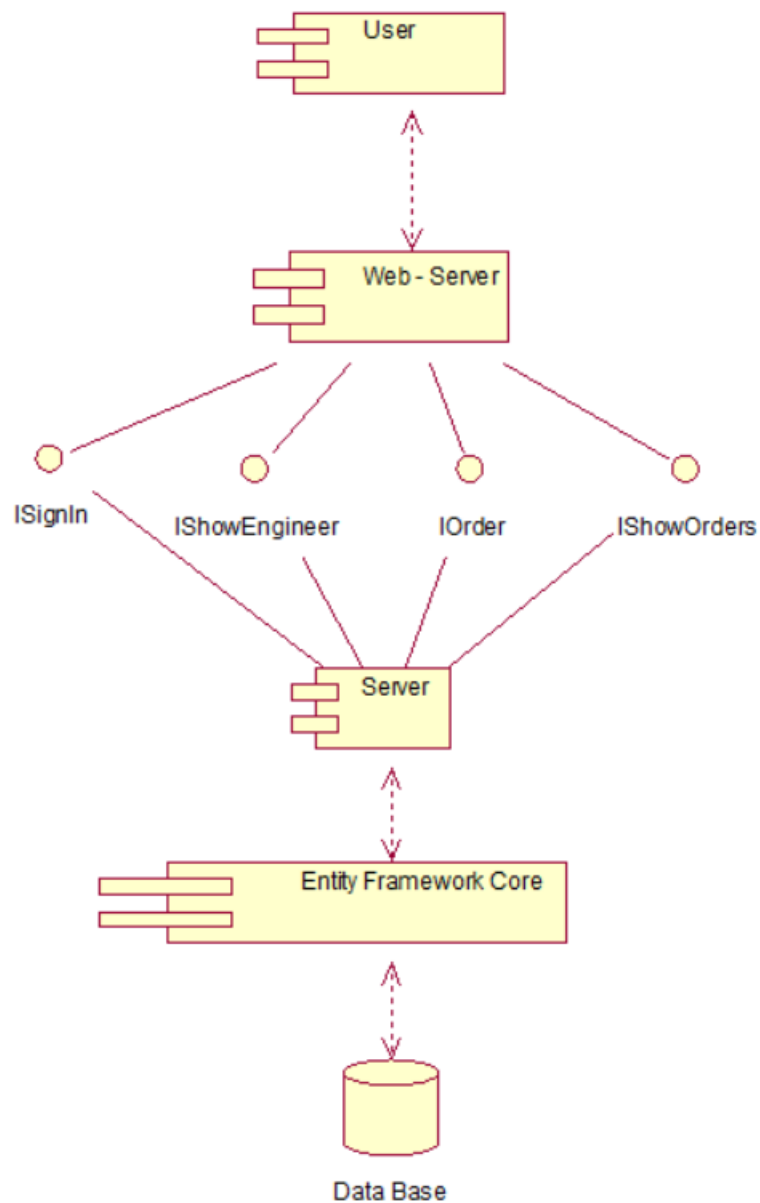 User
Web - Server
ISignIn
IShowEngineer
IOrder
IShowOrders
Server
Entity Framework Core
Data Base